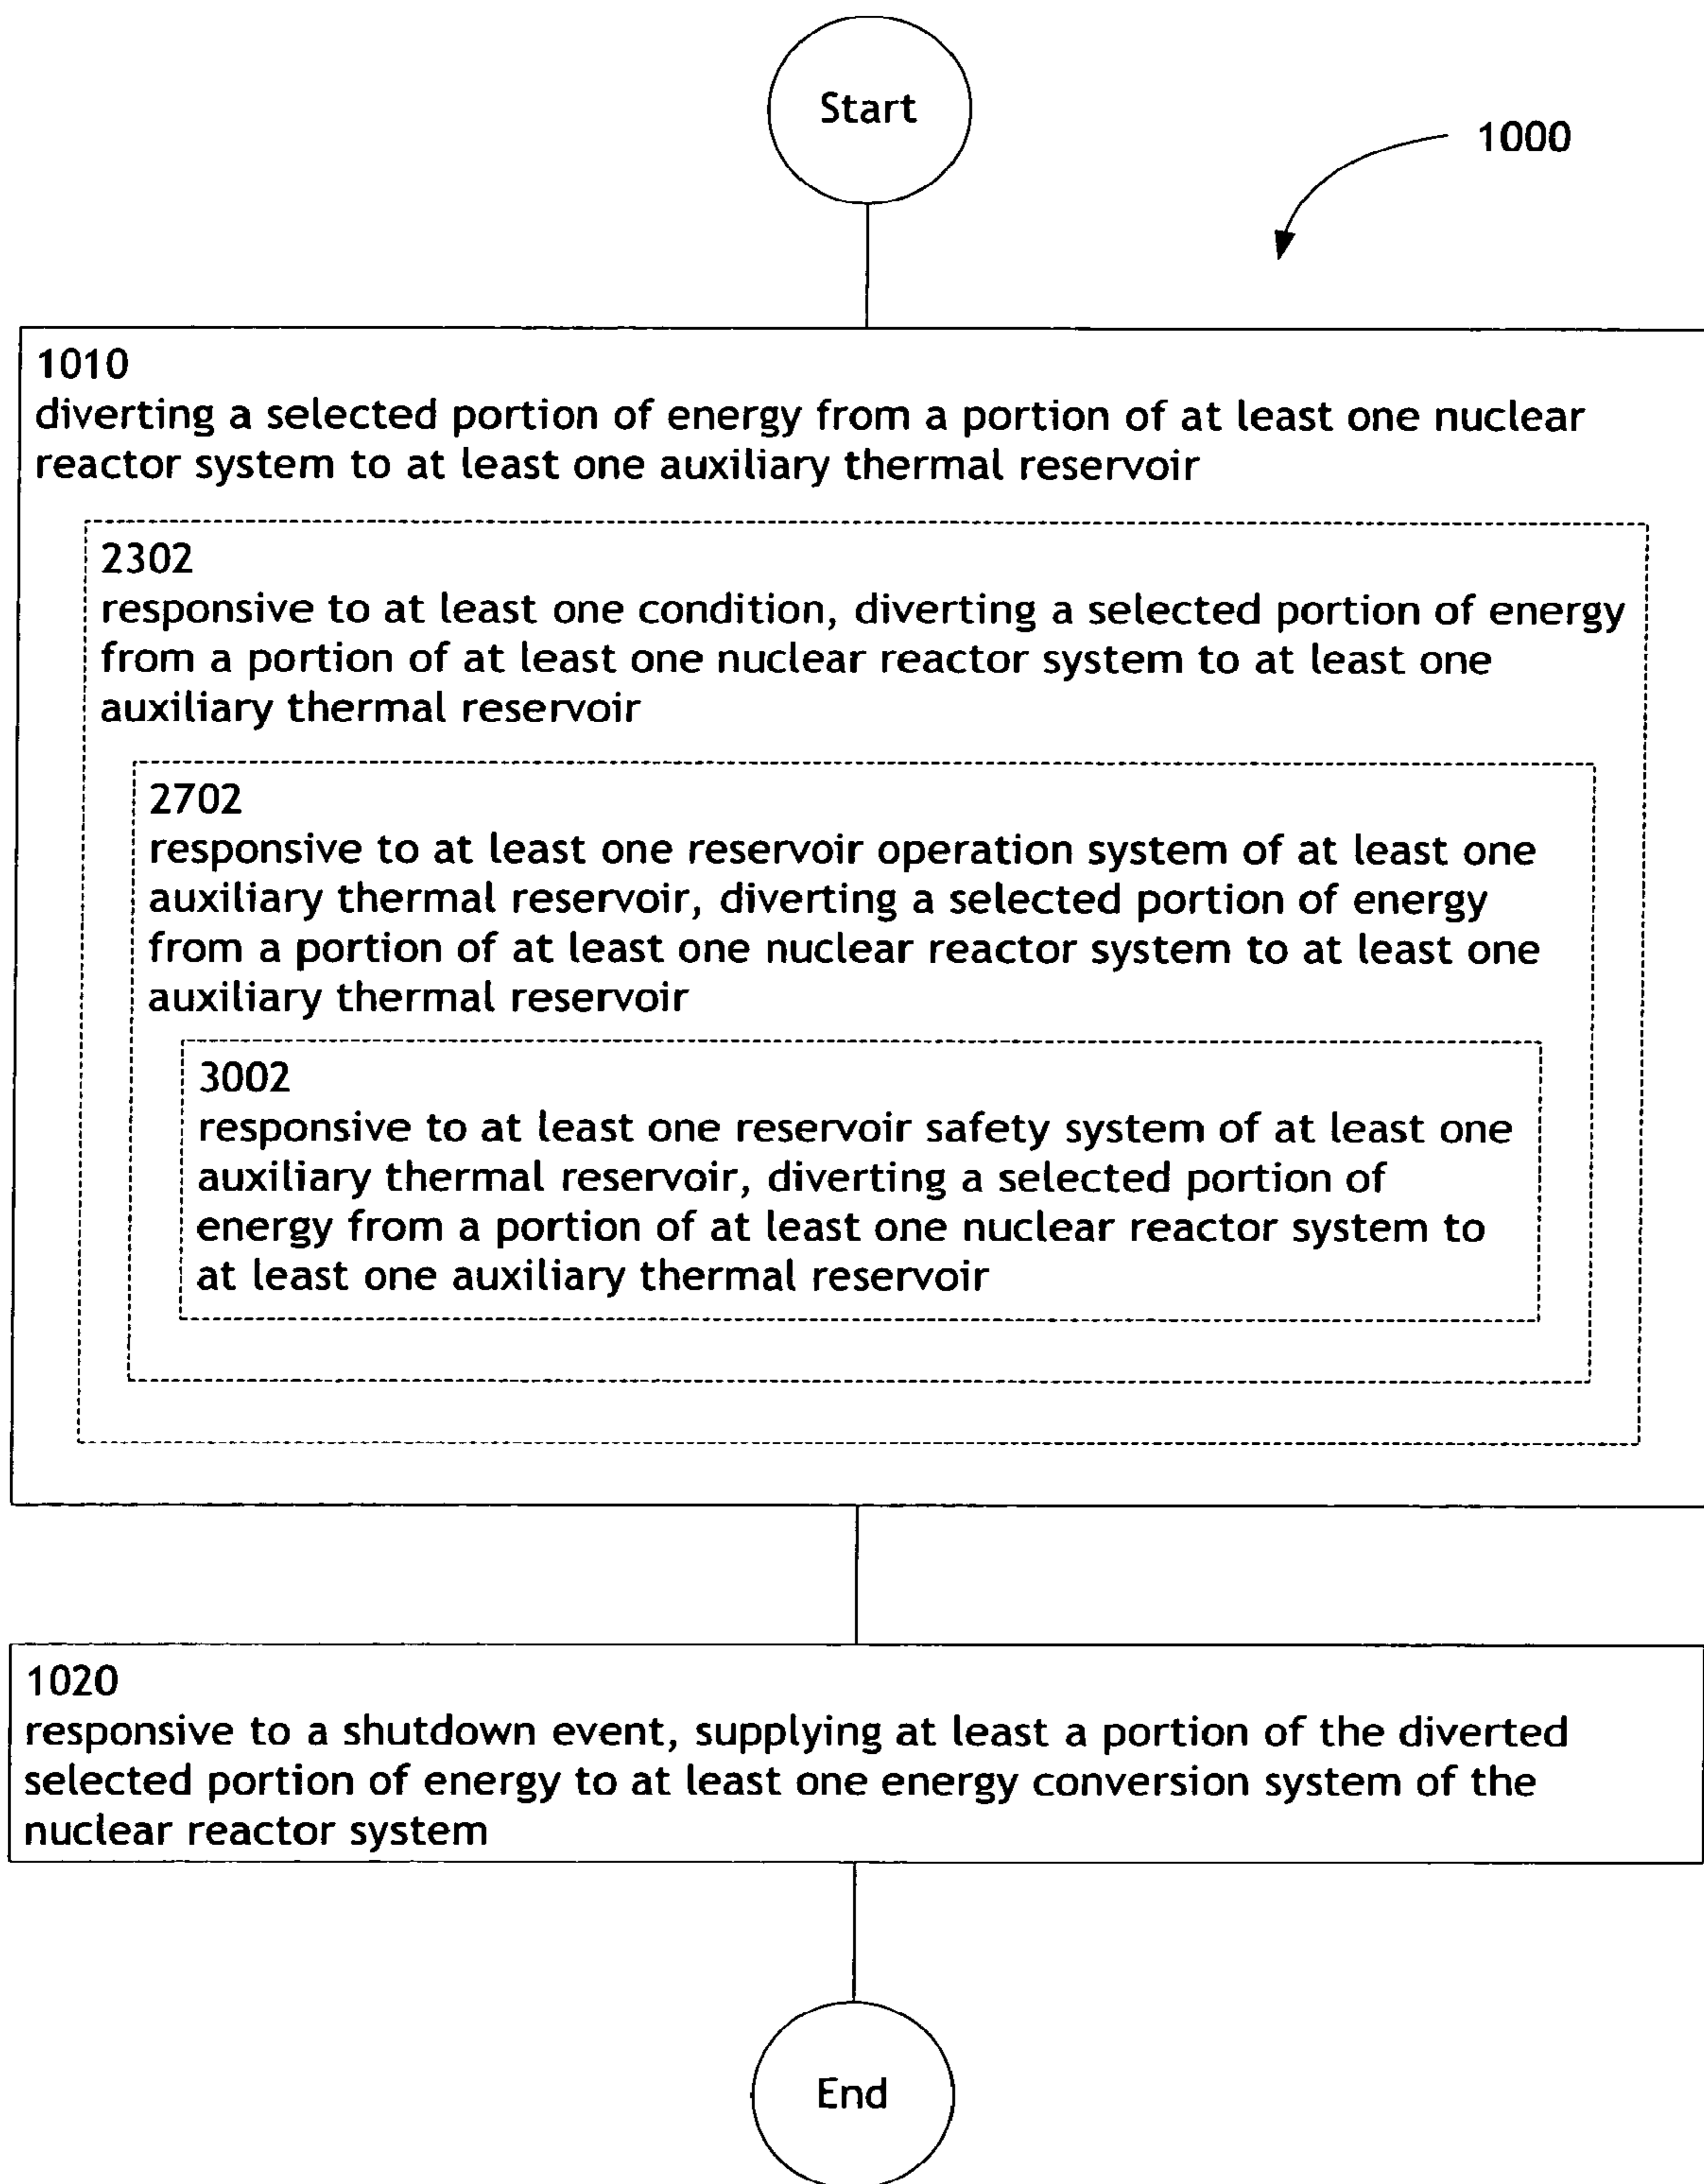 Start
1000
1010
diverting a selected portion of energy from a portion of at least one nuclear
reactor system to at least one auxiliary thermal reservoir
2302
responsive to at least one condition, diverting a selected portion of energy
from a portion of at least one nuclear reactor system to at least one
auxiliary thermal reservoir
2702
responsive to at least one reservoir operation system of at least one
auxiliary thermal reservoir, diverting a selected portion of energy
from a portion of at least one nuclear reactor system to at least one
auxiliary thermal reservoir
3002
responsive to at least one reservoir safety system of at least one
auxiliary thermal reservoir, diverting a selected portion of
energy from a portion of at least one nuclear reactor system to
at least one auxiliary thermal reservoir
1020
responsive to a shutdown event, supplying at least a portion of the diverted
selected portion of energy to at least one energy conversion system of the
nuclear reactor system
End